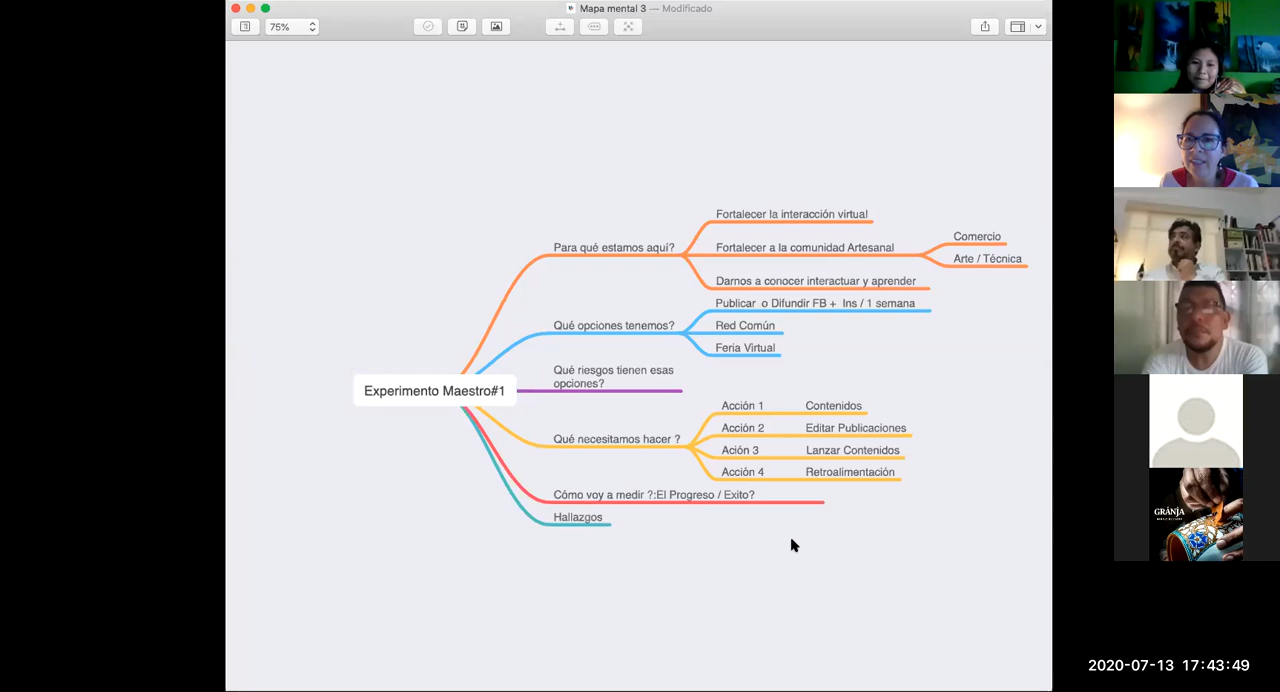 Mapa mental 3 — Modificado
75%
Fortalecer la interacción virtual
Comercio
Para qué estamos aquí?
Fortalecer a la comunidad Artesanal
Arte / Técnica
Darnos a conocer interactuar y aprender
Publicar o Difundir FB + Ins / 1 semana
Qué opciones tenemos?
Red Común
Feria Virtual
Qué riesgos tienen esas
opciones?
Experimento Maestro#1
Acción 1 Contenidos
Acción 2 Editar Publicaciones
Qué necesitamos hacer ?
Ación 3 Lanzar Contenidos
Acción 4 Retroalimentación
Cómo voy a medir ?:El Progreso / Exito?
Hallazgos
GRANJA
2020-07-13 17:43:49